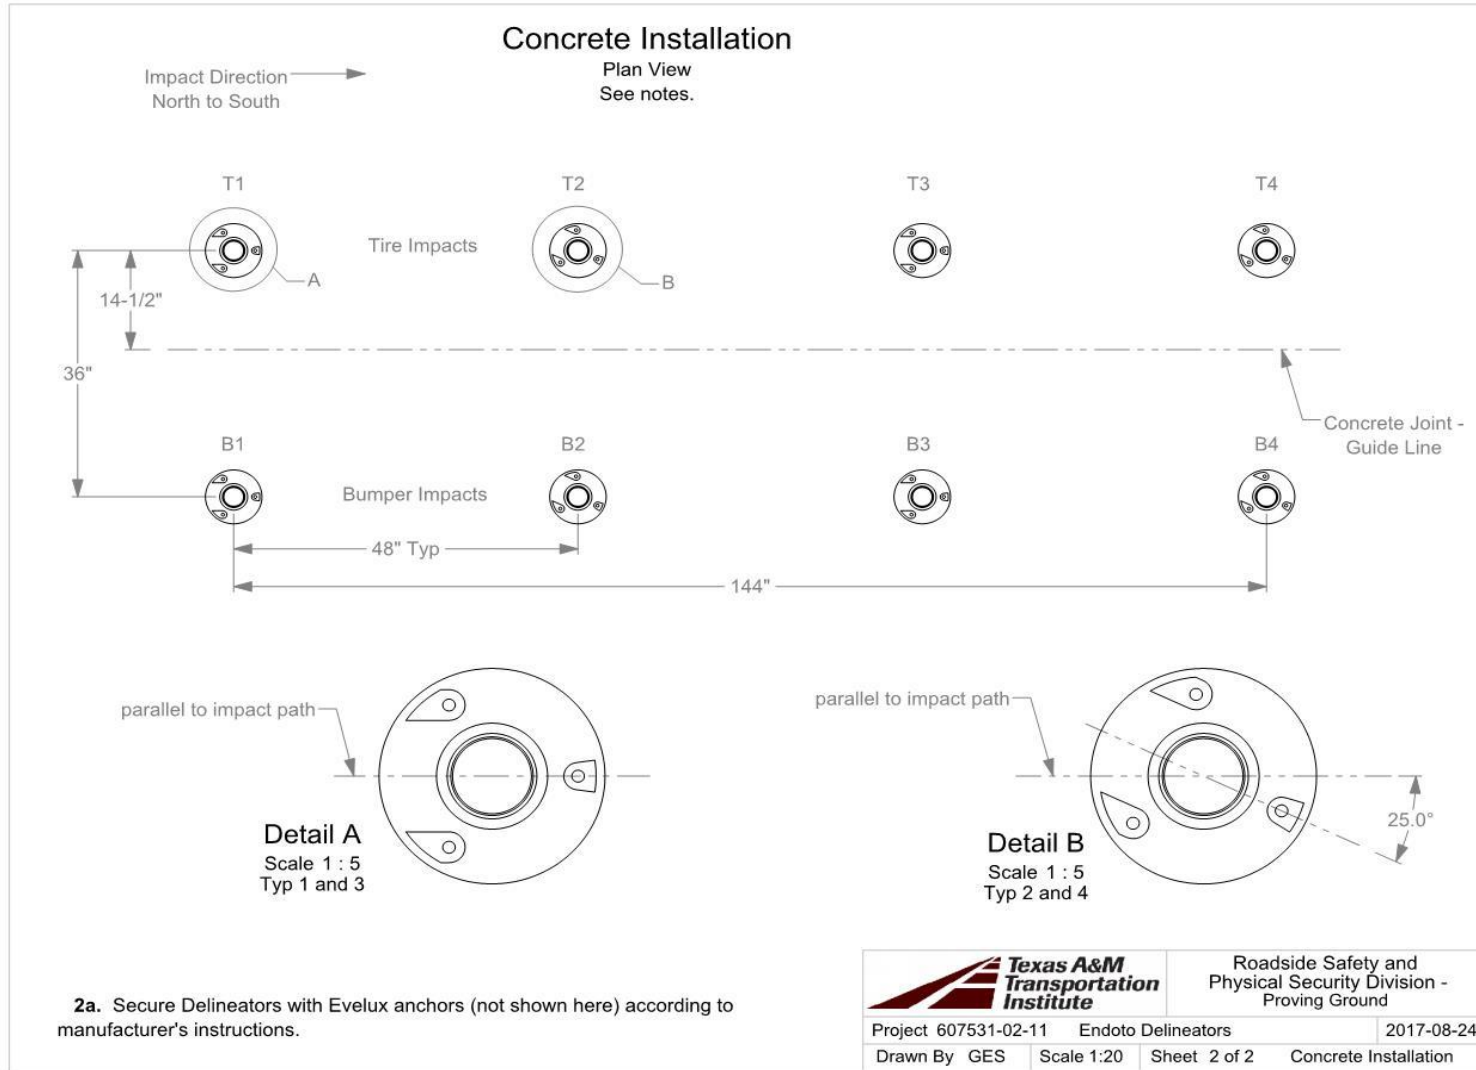 Concrete Installation
Plan View
See notes.
Impact Direction
North to South
T1
T2
T3
T4
Tire Impacts
A
B
14-1/2"
36"
Concrete Joint -
Guide Line
B1
B2
B3
B4
Bumper Impacts
48" Typ
144"
parallel to impact path
Detail A
Scale 1 : 5
Typ 1 and 3
parallel to impact path
25.0°
Detail B
Scale 1 : 5
Typ 2 and 4
2a. Secure Delineators with Evelux anchors (not shown here) according to
manufacturer's instructions.
Texas A&M
Transportation
Institute
Roadside Safety and
Physical Security Division -
Proving Ground
Project 607531-02-11 Endoto Delineators 2017-08-24
Drawn By GES Scale 1:20 Sheet 2 of 2 Concrete Installation